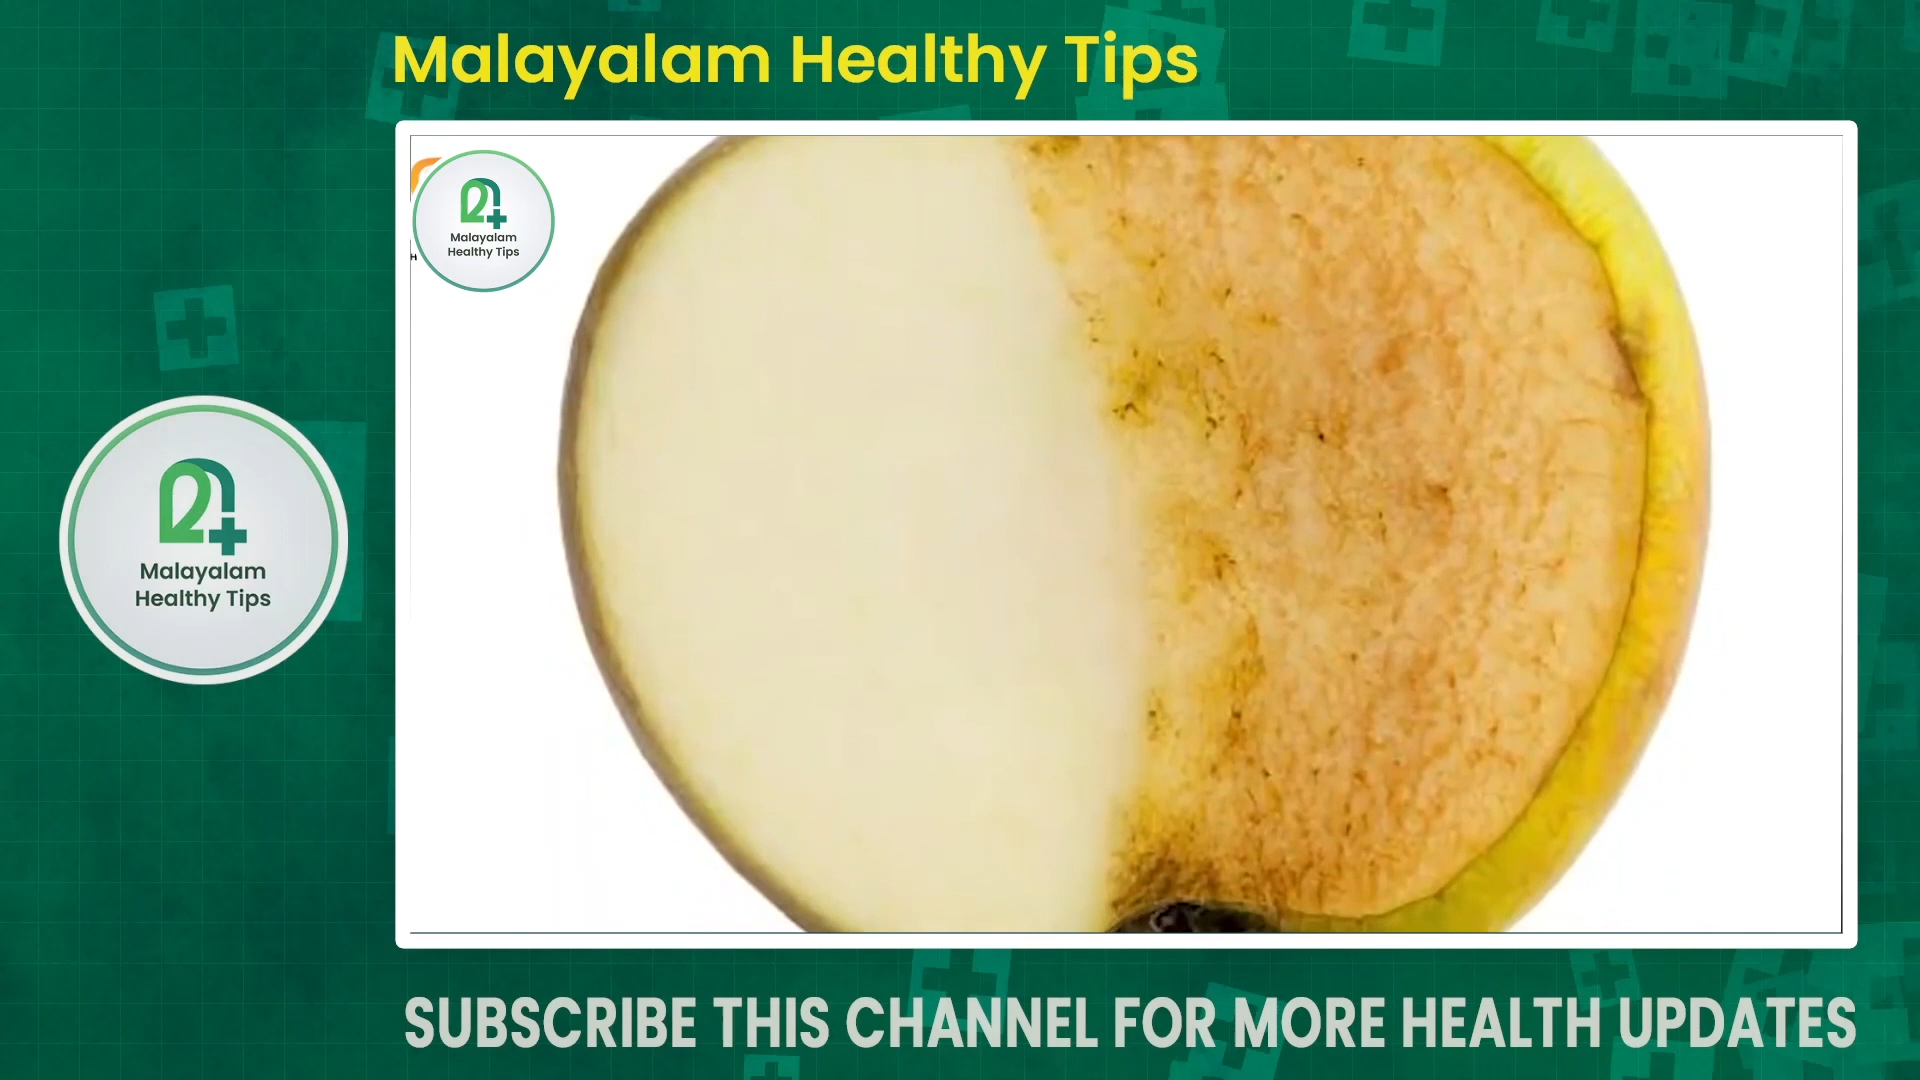 Malayalam Healthy Tips
Malayalam
Healthy Tips
H
Malayalam
Healthy Tips
SUBSCRIBE THIS CHANNEL FOR MORE HEALTH UPDATES